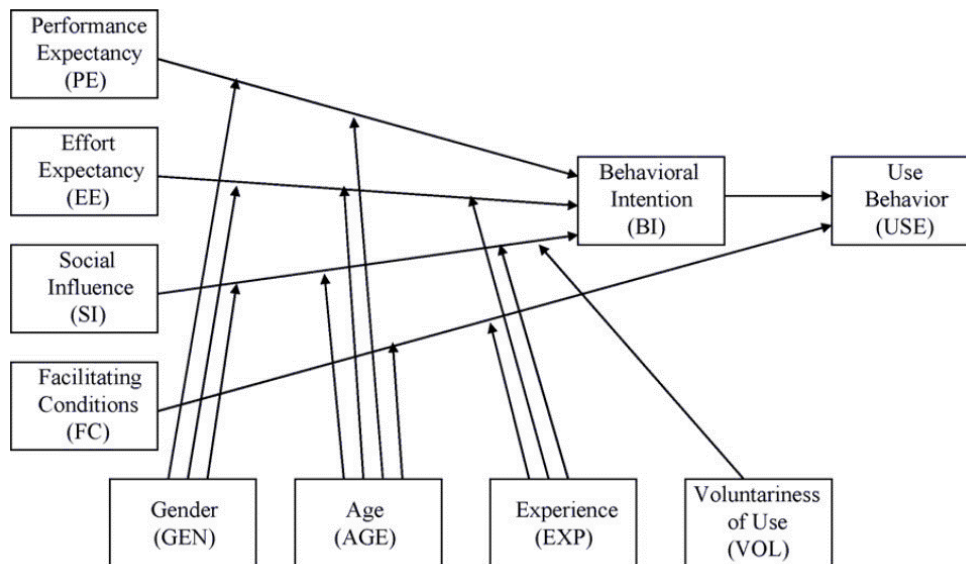 Performance
Expectancy
(PE)
Effort
Expectancy
(EE)
Social
Influence
(SI)
Facilitating
Conditions
(FC)
Behavioral
Intention
(BI)
Use
Behavior
(USE)
Gender
(GEN)
Age
(AGE)
Experience
(EXP)
Voluntariness
of Use
(VOL)